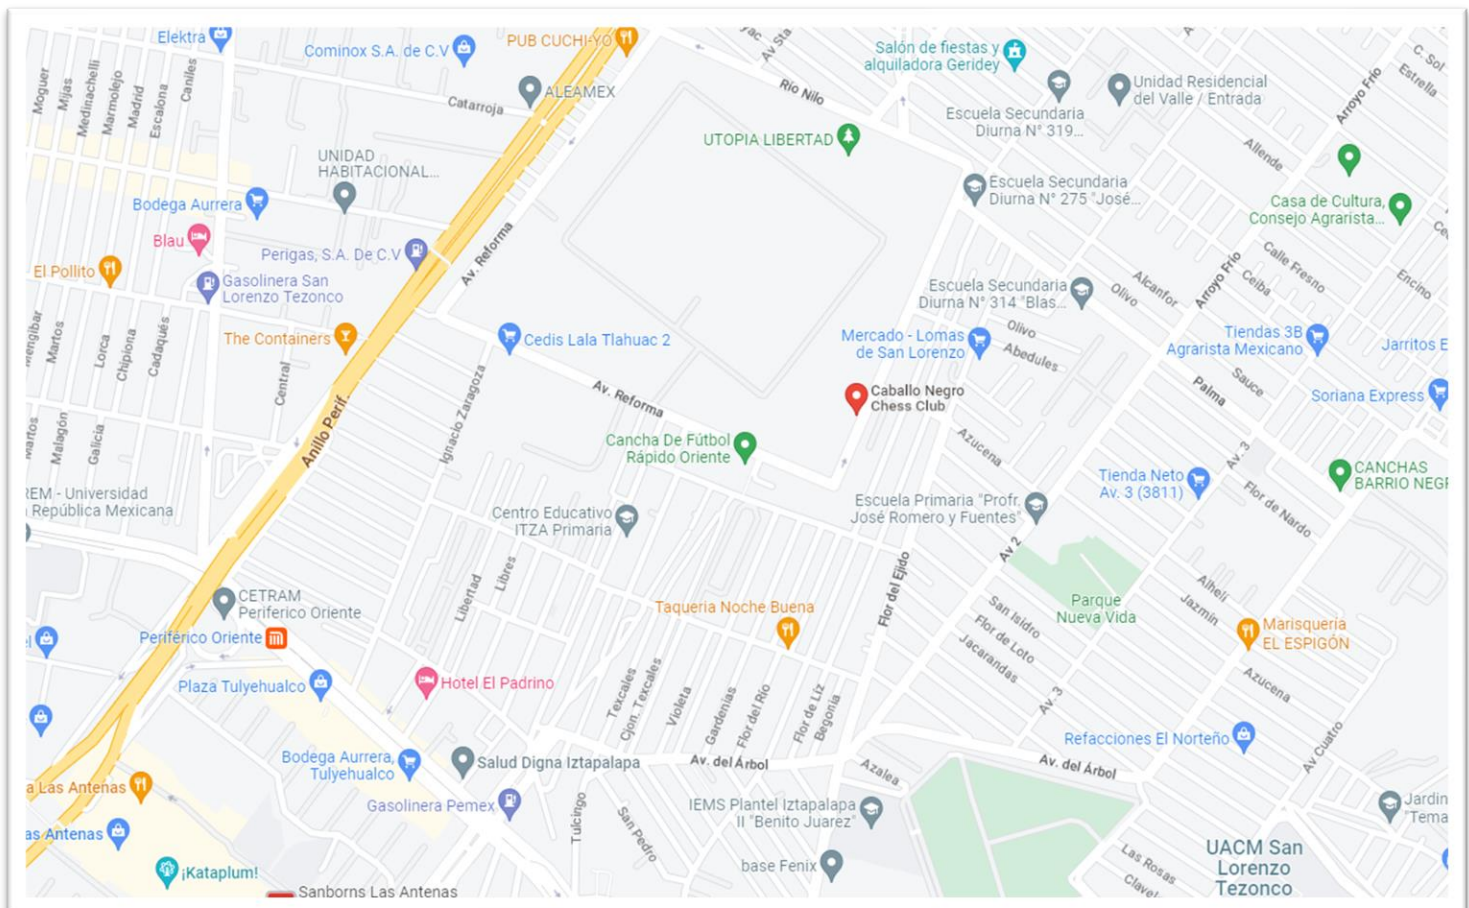 Elektra
Cominox S.A. de C.V
PUB CUCHI-YO
ALEAMEX
Catarroja
Moguer
Mijas
Medinachelli
Marmolejo
Madrid
Escalona
Caniles
Av Sta
Río Nilo
Salón de fiestas y
alquiladora Geridey
Escuela Secundaria
Diurna N° 319...
Unidad Residencial
del Valle / Entrada
Arroyo Frío
C. Sol
Estrella
Allende
UTOPIA LIBERTAD
UNIDAD
HABITACIONAL...
Bodega Aurrera
Blau
Perigas, S.A. De C.V
El Pollito
Gasolinera San
Lorenzo Tezonco
Av. Reforma
Escuela Secundaria
Diurna N° 275 "José...
Casa de Cultura,
Consejo Agrarista...
Calle Fresno
Ceiba
Encino
Arroyo Frío
Alcanfor
Olivo
Escuela Secundaria
Diurna N° 314 "Blas...
The Containers
Cedis Lala Tlahuac 2
Mercado - Lomas
de San Lorenzo
Olivo
Abedules
Tiendas 3B
Agrarista Mexicano
Jarritos E
Martos
Lorca
Chipiona
Cadaqués
Central
Ignacio Zaragoza
Av. Reforma
Caballo Negro
Chess Club
Palma
Sauce
Soriana Express
Anillo Perif.
Martos
Malagón
Galicia
Cancha De Fútbol
Rápido Oriente
Azucena
Av. 3
Tienda Neto
Av. 3 (3811)
CANCHAS
BARRIO NEGR
Flor de Nardo
REM - Universidad
República Mexicana
Centro Educativo
ITZA Primaria
Escuela Primaria "Profr.
José Romero y Fuentes"
Av 2
Libertad
Libres
Flor del Ejido
CETRAM
Periferico Oriente
Periférico Oriente
Taqueria Noche Buena
Parque
Nueva Vida
San Isidro
Flor de Loto
Jacarandas
Alhelí
Jazmin
Marisquería
EL ESPIGÓN
Azucena
Plaza Tulyehualco
Hotel El Padrino
Texcales
Cjon. Texcales
Violeta
Gardenias
Flor del Río
Flor de Liz
Begonia
Av. 3
Refacciones El Norteño
Av Cuatro
Bodega Aurrera,
Tulyehualco
Salud Digna Iztapalapa
Av. del Árbol
Azalea
Av. del Árbol
a Las Antenas
Gasolinera Pemex
Tulcingo
San Pedro
IEMS Plantel Iztapalapa
II "Benito Juarez"
Jardin
"Tema
as Antenas
¡Kataplum!
Sanborns Las Antenas
base Fenix
UACM San
Lorenzo
Tezonco
Las Rosas
Clavel